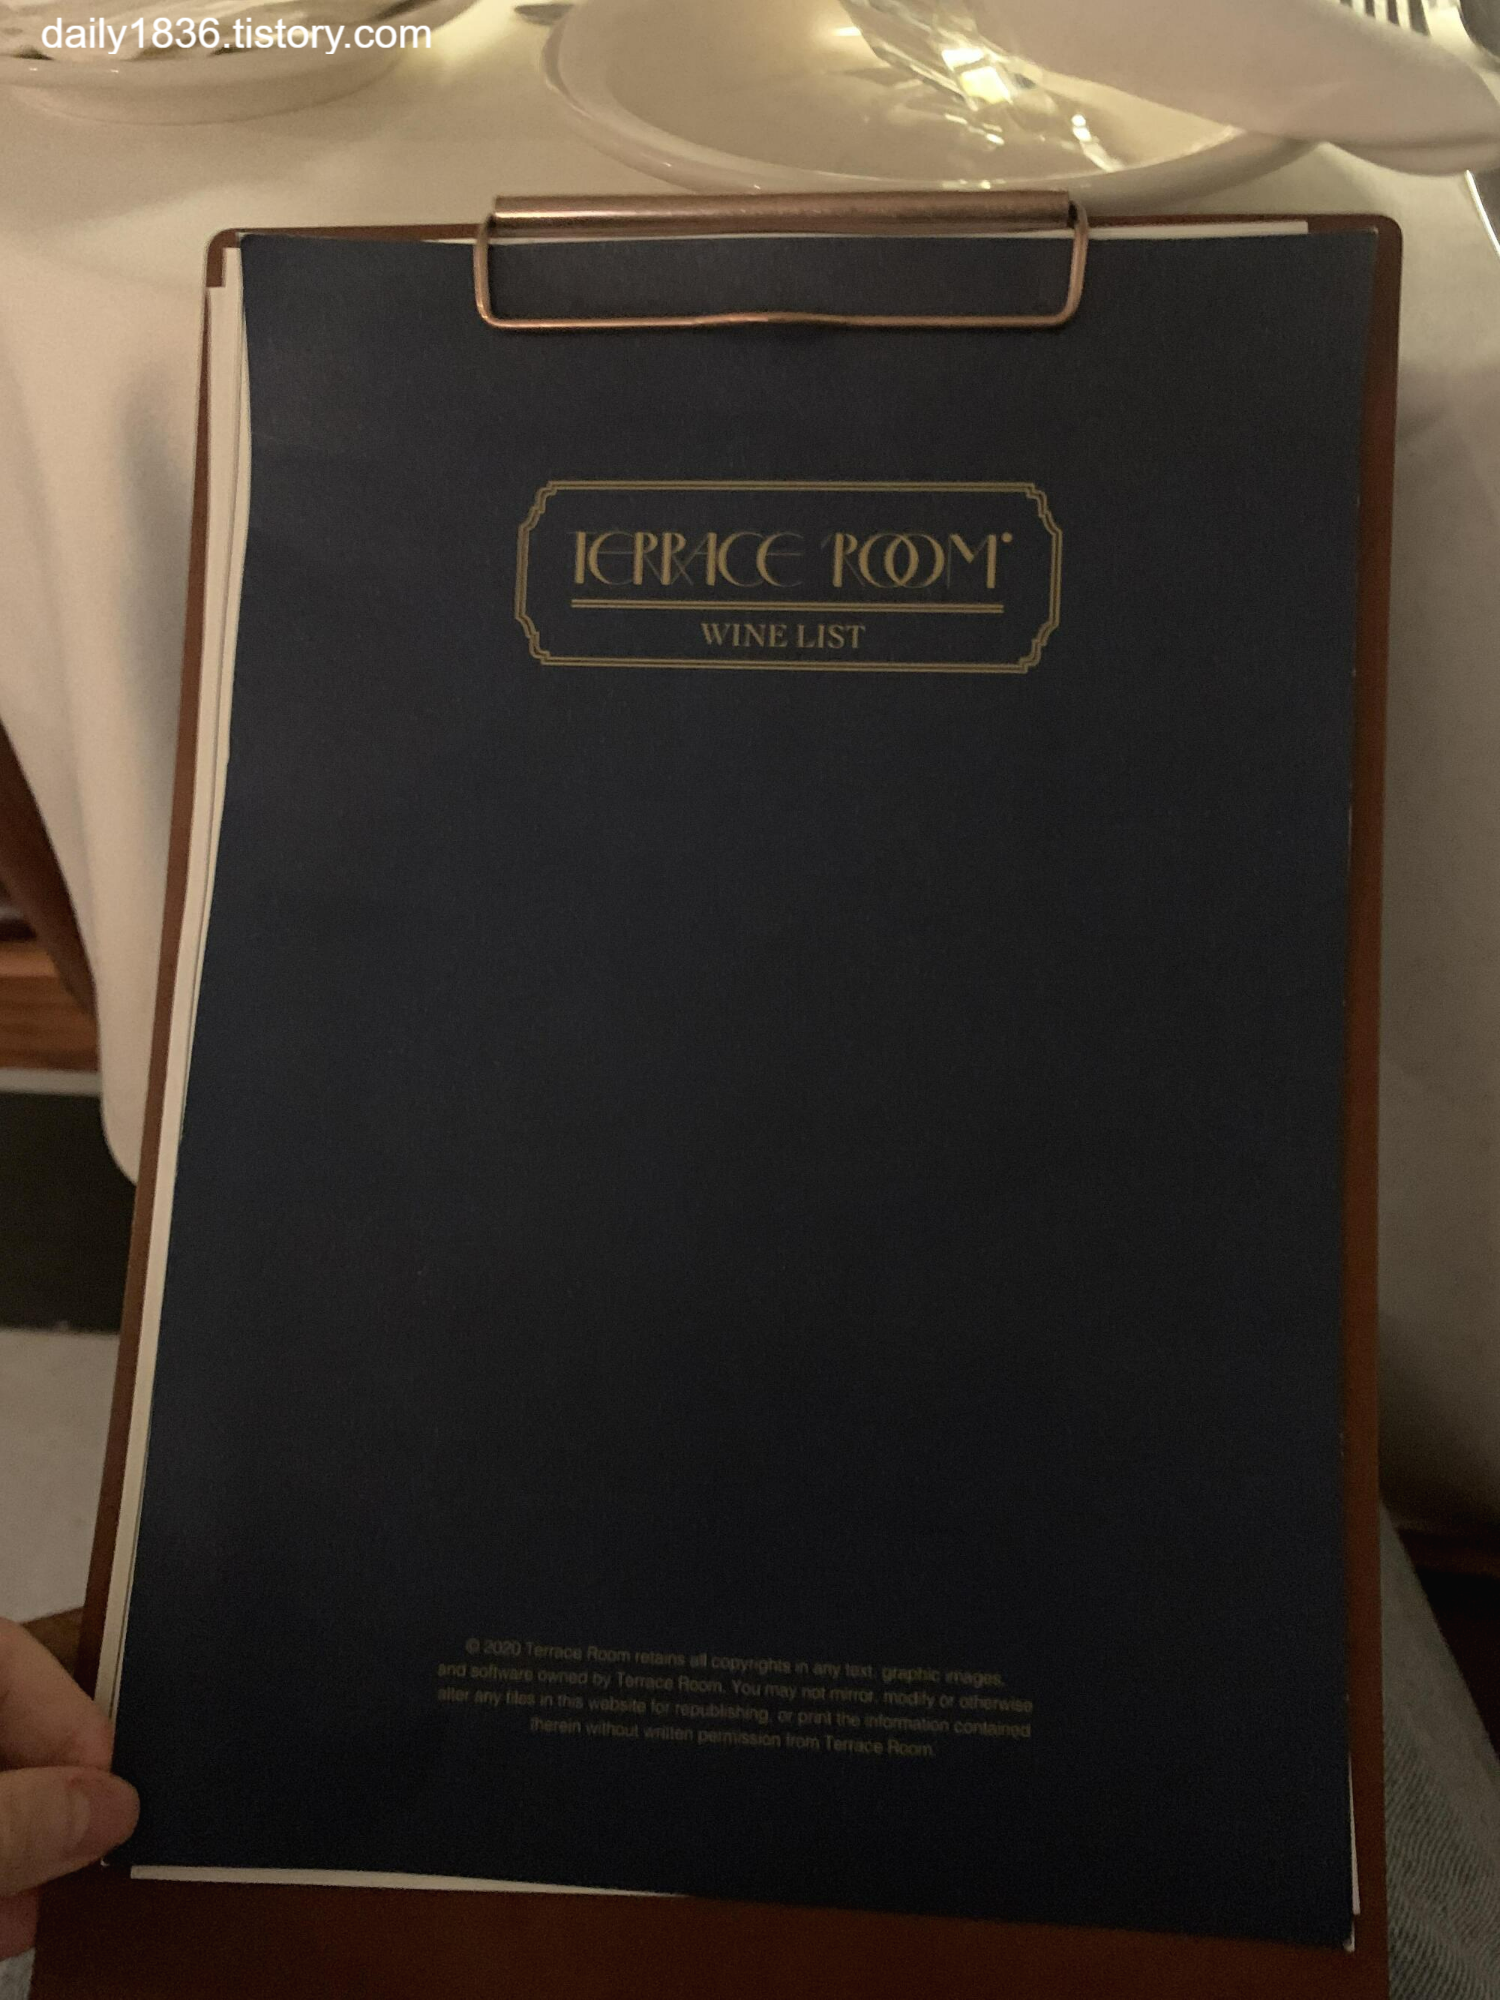 daily1836.tistory.com
TERRACE ROOM
WINE LIST
© 2020 Terrace Room retains all copyrights in any text, graphic images,
and software owned by Terrace Room. You may not mirror, modify or otherwise
alter any files in this website for republishing, or print the information contained
therein without written permission from Terrace Room.